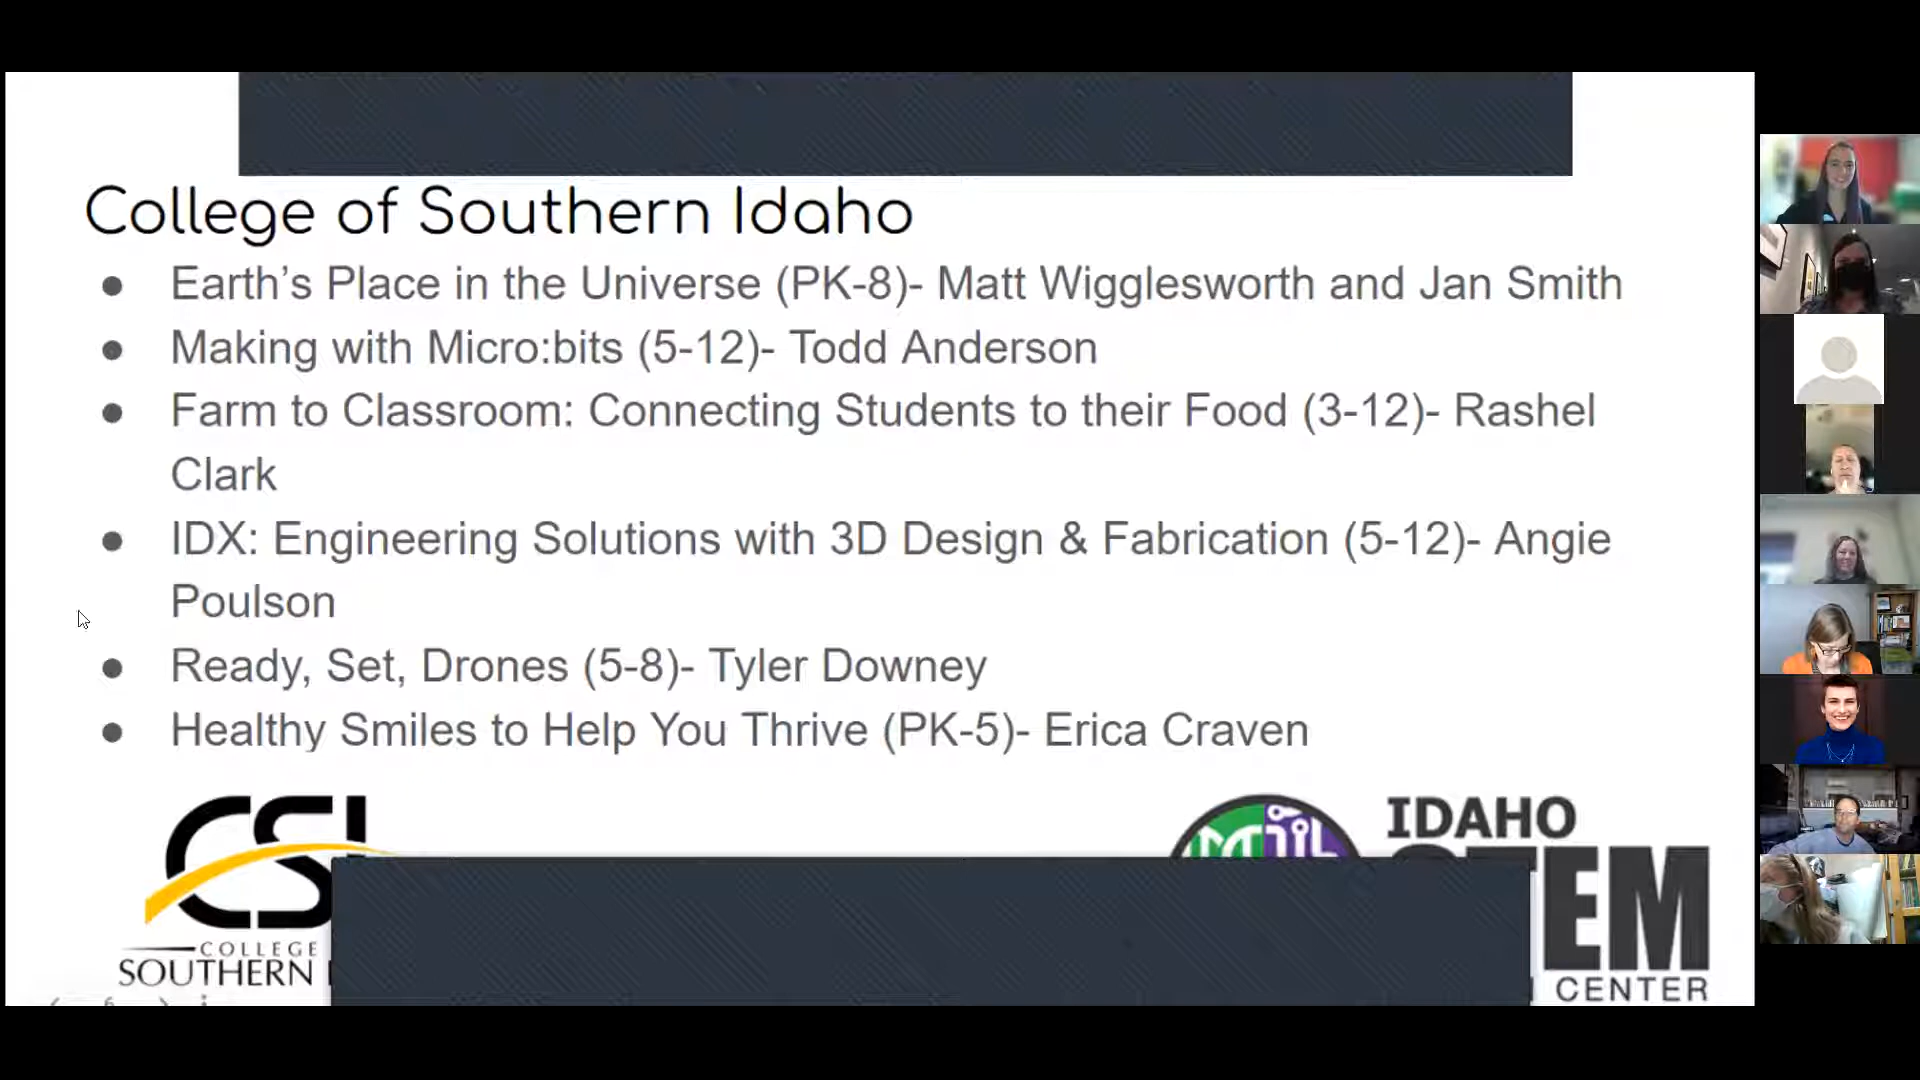 College of Southern Idaho
● Earth’s Place in the Universe (PK-8)- Matt Wigglesworth and Jan Smith
● Making with Micro:bits (5-12)- Todd Anderson
● Farm to Classroom: Connecting Students to their Food (3-12)- Rashel
Clark
● IDX: Engineering Solutions with 3D Design & Fabrication (5-12)- Angie
Poulson
● Ready, Set, Drones (5-8)- Tyler Downey
● Healthy Smiles to Help You Thrive (PK-5)- Erica Craven
CSI
COLLEGE
SOUTHERN
IDAHO
CENTER